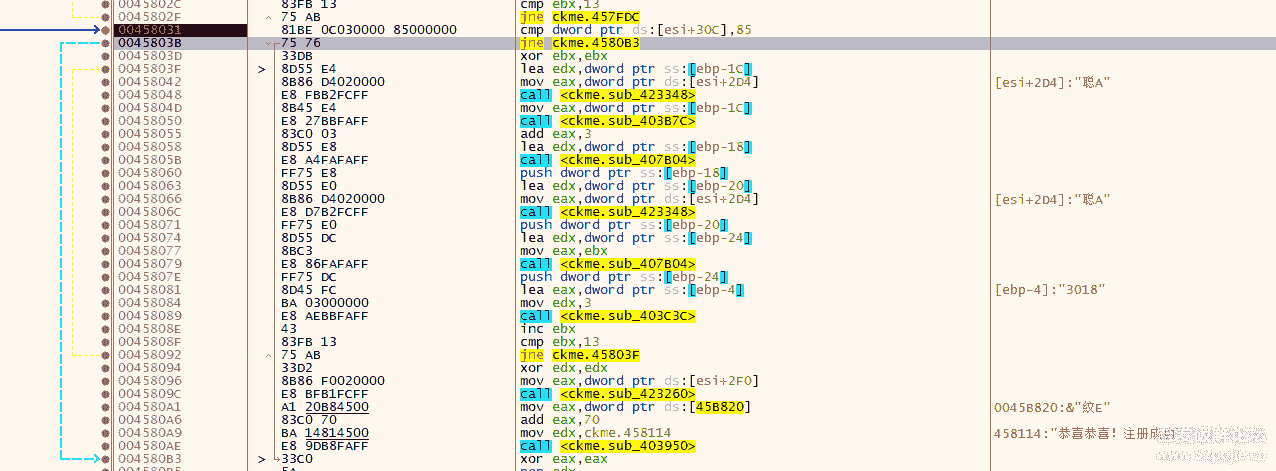 0045802C 83FB 13 cmp ebx,13
0045802F 75 AB jne ckme.457FDC
00458031 81BE 0C030000 85000000 cmp dword ptr ds:[esi+30C],85
0045803B 75 76 jne ckme.4580B3
0045803D 33DB xor ebx,ebx
0045803F > 8D55 E4 lea edx,dword ptr ss:[ebp-1C]
00458042 8B86 D4020000 mov eax,dword ptr ds:[esi+2D4] [esi+2D4]:"聪A"
00458048 E8 FBB2FCFF call <ckme.sub_423348>
0045804D 8B45 E4 mov eax,dword ptr ss:[ebp-1C]
00458050 E8 27BBFAFF call <ckme.sub_403B7C>
00458055 83C0 03 add eax,3
00458058 8D55 E8 lea edx,dword ptr ss:[ebp-18]
0045805B E8 A4FAFAFF call <ckme.sub_407B04>
00458060 FF75 E8 push dword ptr ss:[ebp-18]
00458063 8D55 E0 lea edx,dword ptr ss:[ebp-20]
00458066 8B86 D4020000 mov eax,dword ptr ds:[esi+2D4] [esi+2D4]:"聪A"
0045806C E8 D7B2FCFF call <ckme.sub_423348>
00458071 FF75 E0 push dword ptr ss:[ebp-20]
00458074 8D55 DC lea edx,dword ptr ss:[ebp-24]
00458077 8BC3 mov eax,ebx
00458079 E8 86FAFAFF call <ckme.sub_407B04>
0045807E FF75 DC push dword ptr ss:[ebp-24]
00458081 8D45 FC lea eax,dword ptr ss:[ebp-4] [ebp-4]:"3018"
00458084 BA 03000000 mov edx,3
00458089 E8 AEBBFAFF call <ckme.sub_403C3C>
0045808E 43 inc ebx
0045808F 83FB 13 cmp ebx,13
00458092 75 AB jne ckme.45803F
00458094 33D2 xor edx,edx
00458096 8B86 F0020000 mov eax,dword ptr ds:[esi+2F0]
0045809C E8 BFB1FCFF call <ckme.sub_423260>
004580A1 A1 20B84500 mov eax,dword ptr ds:[45B820] 0045B820:&"纹E"
004580A6 83C0 70 add eax,70
004580A9 BA 14814500 mov edx,ckme.458114 458114:"恭喜恭喜！注册成
004580AE E8 9DB8FAFF call <ckme.sub_403950>
004580B3 > 33C0 xor eax,eax